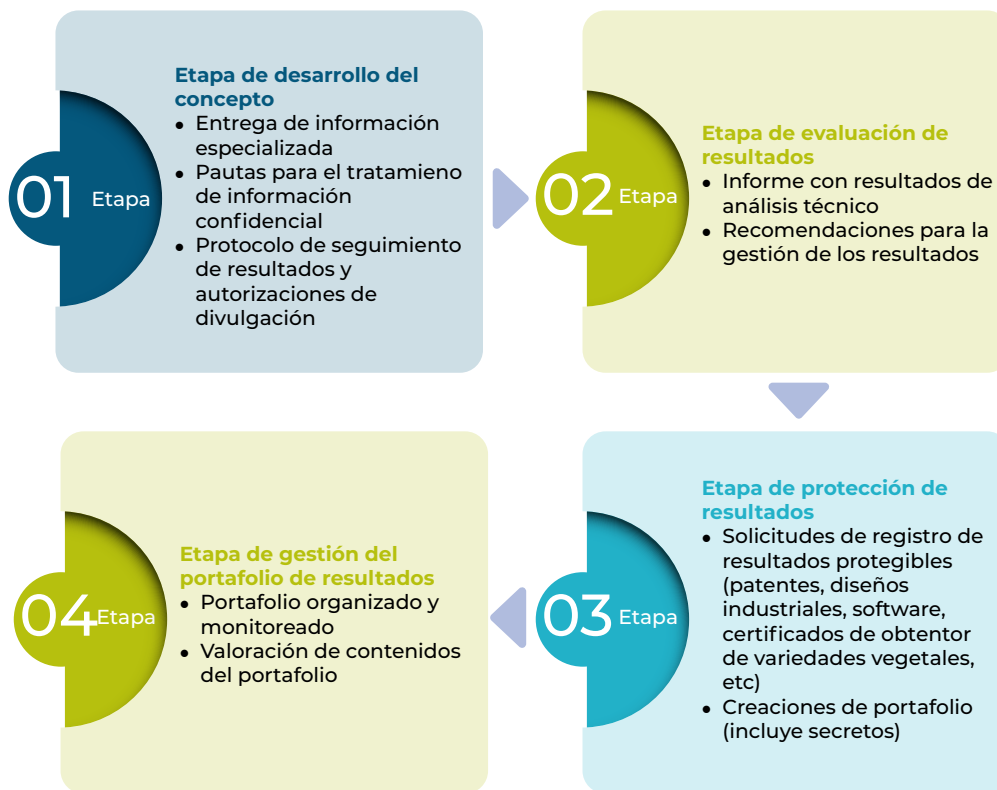 01 Etapa
Etapa de desarrollo del
concepto
• Entrega de información
especializada
• Pautas para el tratamieno
de información
confidencial
• Protocolo de seguimiento
de resultados y
autorizaciones de
divulgación
02 Etapa
Etapa de evaluación de
resultados
• Informe con resultados de
análisis técnico
• Recomendaciones para la
gestión de los resultados
03 Etapa
Etapa de protección de
resultados
• Solicitudes de registro de
resultados protegibles
(patentes, diseños
industriales, software,
certificados de obtentor
de variedades vegetales,
etc)
• Creaciones de portafolio
(incluye secretos)
04 Etapa
Etapa de gestión del
portafolio de resultados
• Portafolio organizado y
monitoreado
• Valoración de contenidos
del portafolio